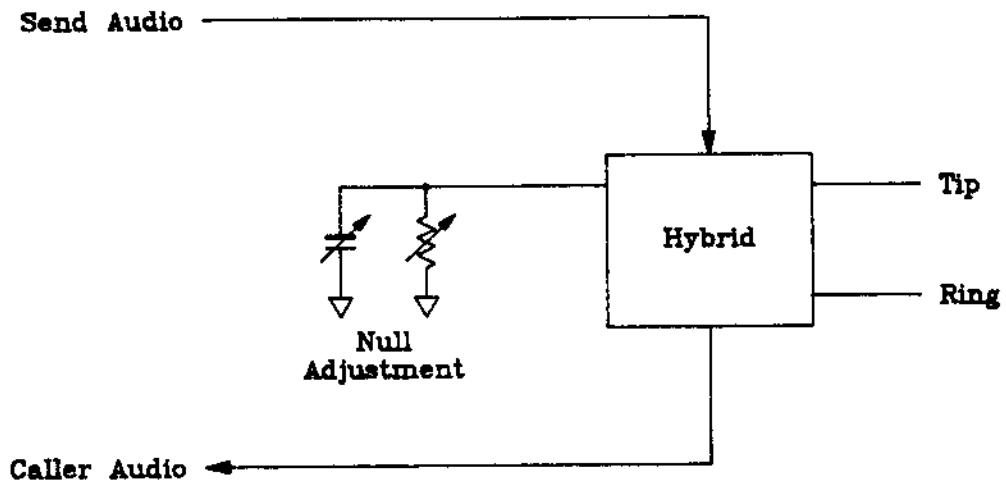 Send Audio
Tip
Hybrid
Ring
Null
Adjustment
Caller Audio